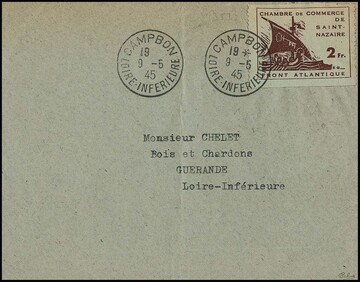 CAMPBON
19
9-5
45
LOIRE-INFERIEURE
CAMPBON
19 *
9-5
45
LOIRE-INFERIEURE
CHAMBRE DE COMMERCE
DE
SAINT-
NAZAIRE
2 Fr.
FRONT ATLANTIQUE
Monsieur CHELET
Bois et Chardons
GUERANDE
Loire-Inférieure